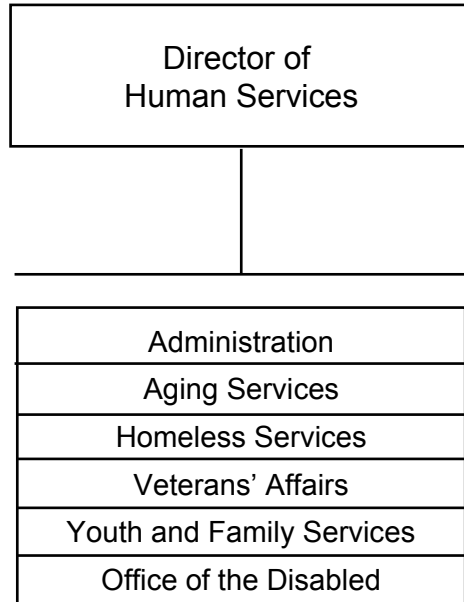 Director of
Human Services
Administration
Aging Services
Homeless Services
Veterans’ Affairs
Youth and Family Services
Office of the Disabled